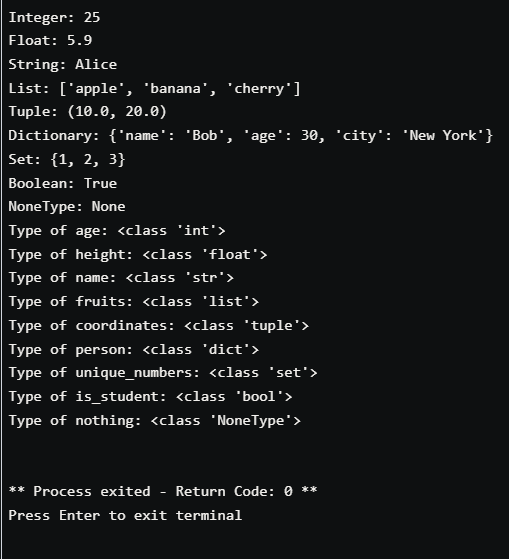 Integer: 25
Float: 5.9
String: Alice
List: ['apple', 'banana', 'cherry']
Tuple: (10.0, 20.0)
Dictionary: {'name': 'Bob', 'age': 30, 'city': 'New York'}
Set: {1, 2, 3}
Boolean: True
NoneType: None
Type of age: <class 'int'>
Type of height: <class 'float'>
Type of name: <class 'str'>
Type of fruits: <class 'list'>
Type of coordinates: <class 'tuple'>
Type of person: <class 'dict'>
Type of unique_numbers: <class 'set'>
Type of is_student: <class 'bool'>
Type of nothing: <class 'NoneType'>
** Process exited - Return Code: 0 **
Press Enter to exit terminal